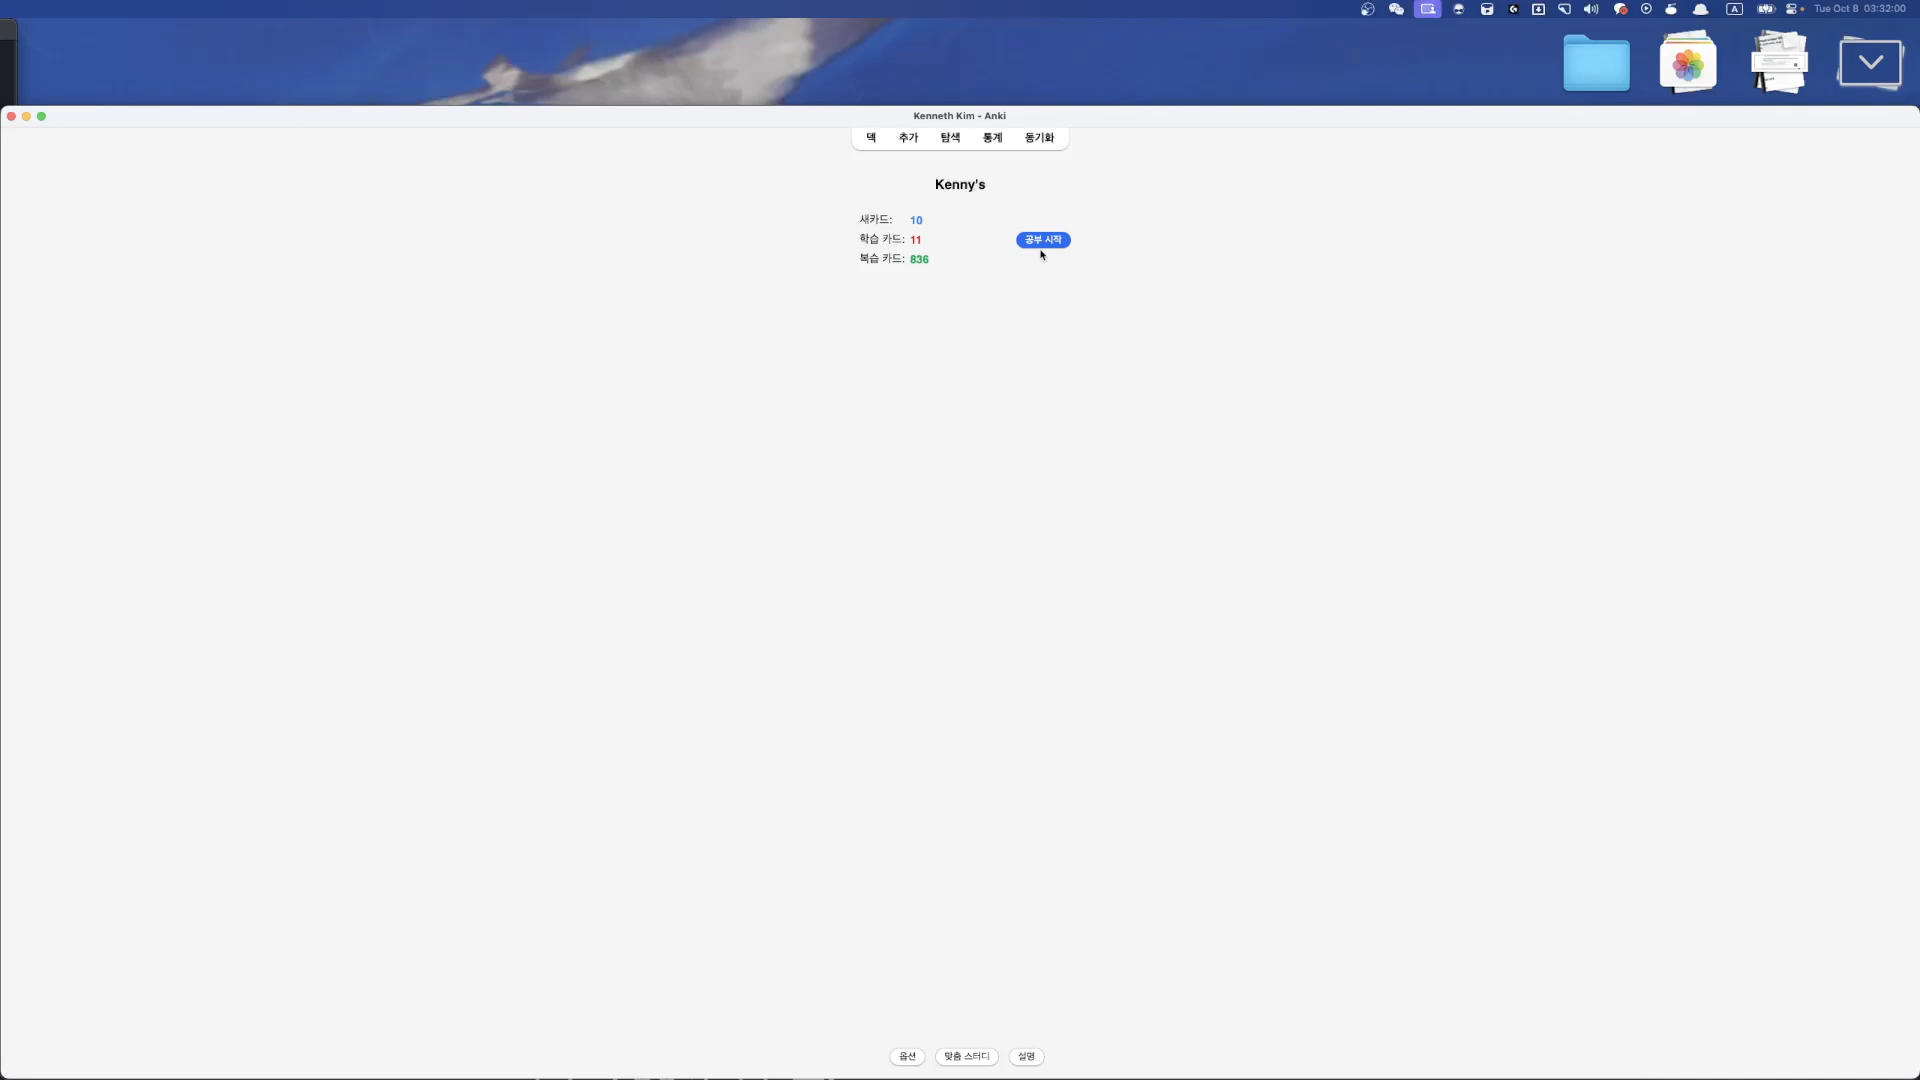 Tue Oct 8 03:32:00
Kenneth Kim - Anki
덱 추가 탐색 통계 동기화
Kenny's
새카드: 10
학습 카드: 11
공부 시작
복습 카드: 836
옵션 맞춤 스터디 설명